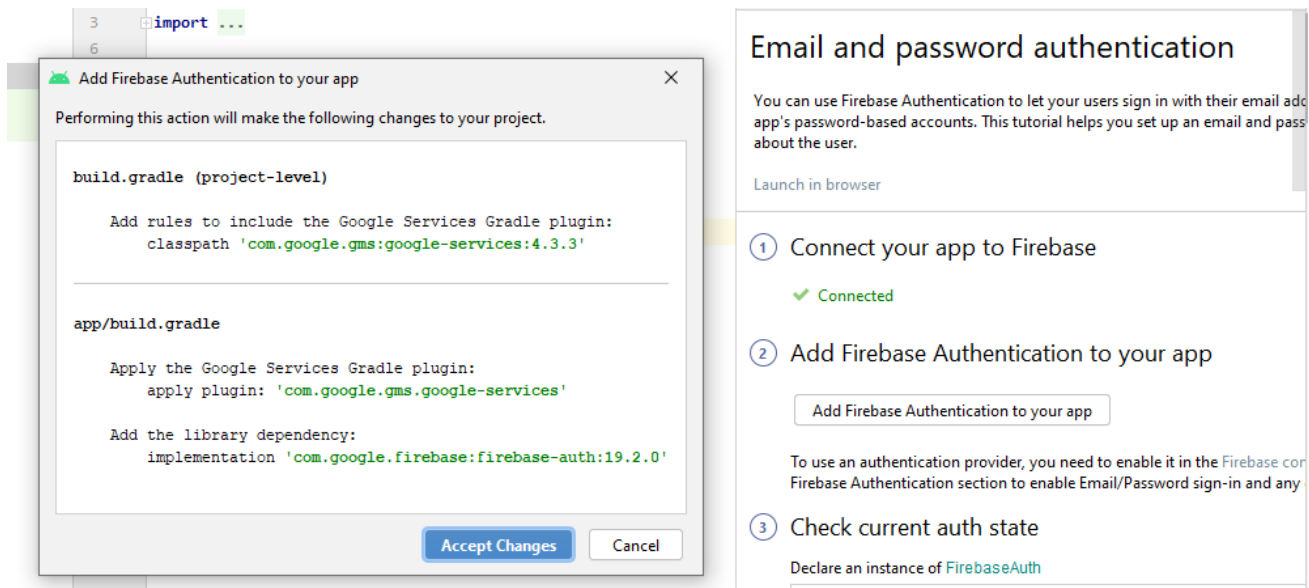 3 import ...
6
Add Firebase Authentication to your app
Performing this action will make the following changes to your project.
build.gradle (project-level)
Add rules to include the Google Services Gradle plugin:
classpath 'com.google.gms:google-services:4.3.3'
app/build.gradle
Apply the Google Services Gradle plugin:
apply plugin: 'com.google.gms.google-services'
Add the library dependency:
implementation 'com.google.firebase:firebase-auth:19.2.0'
Accept Changes Cancel
Email and password authentication
You can use Firebase Authentication to let your users sign in with their email
app's password-based accounts. This tutorial helps you set up an email and
about the user.
Launch in browser
1 Connect your app to Firebase
Connected
2 Add Firebase Authentication to your app
Add Firebase Authentication to your app
To use an authentication provider, you need to enable it in the Firebase
Firebase Authentication section to enable Email/Password sign-in and any
3 Check current auth state
Declare an instance of FirebaseAuth